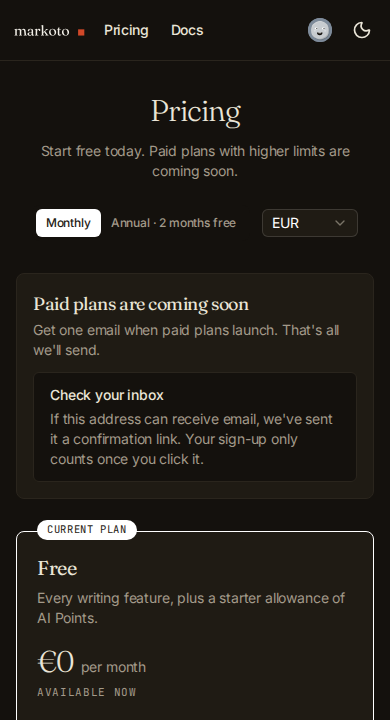 markoto Pricing Docs
Pricing
Start free today. Paid plans with higher limits are
coming soon.
Monthly Annual · 2 months free EUR
Paid plans are coming soon
Get one email when paid plans launch. That's all
we'll send.
Check your inbox
If this address can receive email, we've sent
it a confirmation link. Your sign-up only
counts once you click it.
CURRENT PLAN
Free
Every writing feature, plus a starter allowance of
AI Points.
€0 per month
AVAILABLE NOW